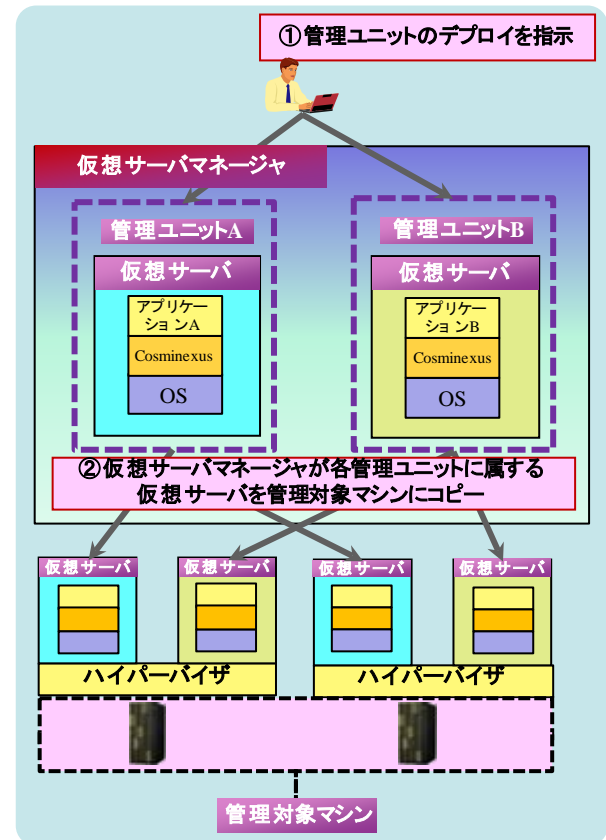 ①管理ユニットのデプロイを指示
仮想サーバマネージャ
管理ユニットA
仮想サーバ
アプリケー
ションA
Cosminexus
OS
管理ユニットB
仮想サーバ
アプリケー
ションB
Cosminexus
OS
②仮想サーバマネージャが各管理ユニットに属する
仮想サーバを管理対象マシンにコピー
仮想サーバ
仮想サーバ
仮想サーバ
仮想サーバ
ハイパーバイザ
ハイパーバイザ
管理対象マシン